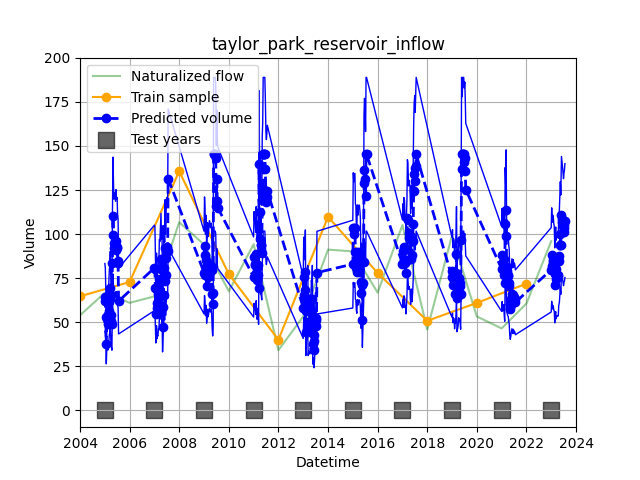 taylor_park_reservoir_inflow
Naturalized flow
Train sample
Predicted volume
Test years
Volume
200
175
150
125
100
75
50
25
0
2004 2006 2008 2010 2012 2014 2016 2018 2020 2022 2024
Datetime